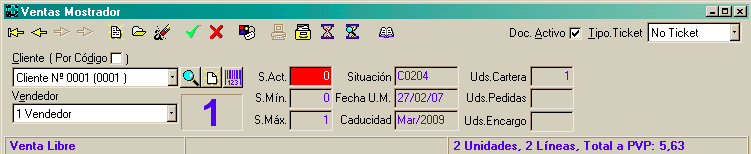 Ventas Mostrador
Doc. Activo Tipo.Ticket No Ticket
Cliente ( Por Código )
Cliente Nº 0001 (0001 )
123
S.Act. 0 Situación C0204 Uds.Cartera 1
Vendedor
1 Vendedor
1
S.Mín. 0 Fecha U.M. 27/02/07 Uds.Pedidas
S.Máx. 1 Caducidad Mar/2009 Uds.Encargo
Venta Libre
2 Unidades, 2 Líneas, Total a PVP: 5,63